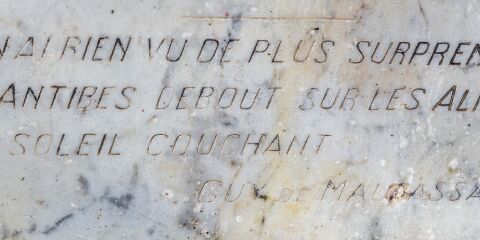 N'AI RIEN VU DE PLUS SURPREN
ANTIBES DEBOUT SUR LES AL
SOLEIL COUCHANT
GUY DE MAUPASSA